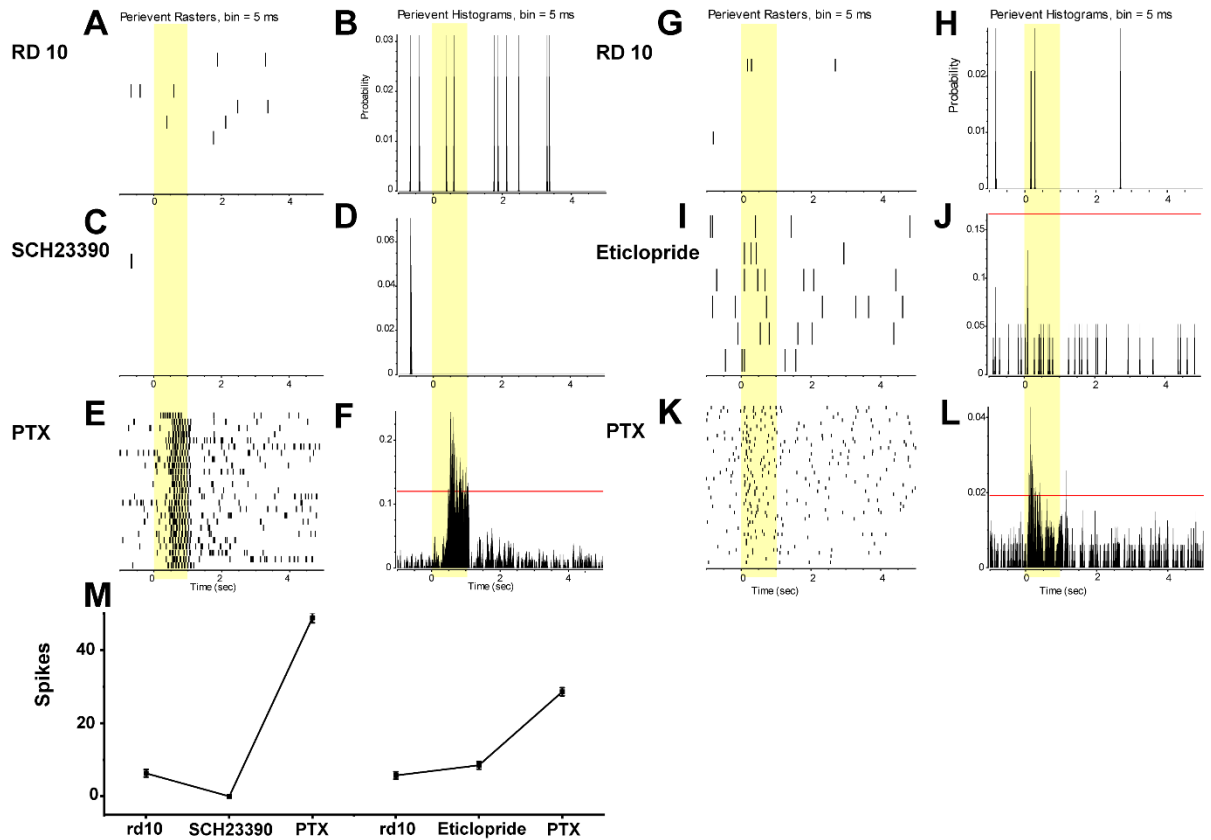 A
Perievent Rasters, bin = 5 ms
B
Perievent Histograms, bin = 5 ms
G
Perievent Rasters, bin = 5 ms
H
Perievent Histograms, bin = 5 ms
RD 10
0 2 4
Probability
0.03
0.02
0.01
0
0 2 4
RD 10
0 2 4
Probability
0.02
0.01
0
0 2 4
C
SCH23390
0 2 4
D
0.06
0.04
0.02
0
0 2 4
I
Eticlopride
0 2 4
J
0.15
0.1
0.05
0
0 2 4
E
PTX
0 2 4
Time (sec)
F
0.2
0.1
0
0 2 4
Time (sec)
K
PTX
0 2 4
Time (sec)
L
0.04
0.02
0
0 2 4
Time (sec)
M
Spikes
40
20
0
rd10 SCH23390 PTX rd10 Eticlopride PTX